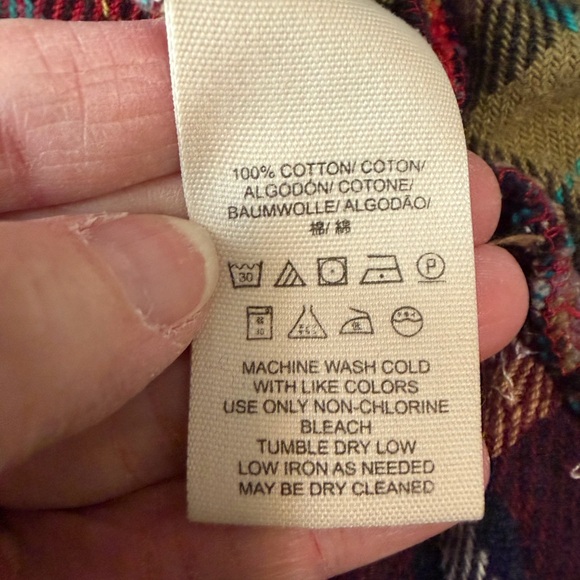 100% COTTON/ COTON/
ALGODÓN/ COTONE/
BAUMWOLLE/ ALGODÃO/
棉/ 綿
30 P
MACHINE WASH COLD
WITH LIKE COLORS
USE ONLY NON-CHLORINE
BLEACH
TUMBLE DRY LOW
LOW IRON AS NEEDED
MAY BE DRY CLEANED